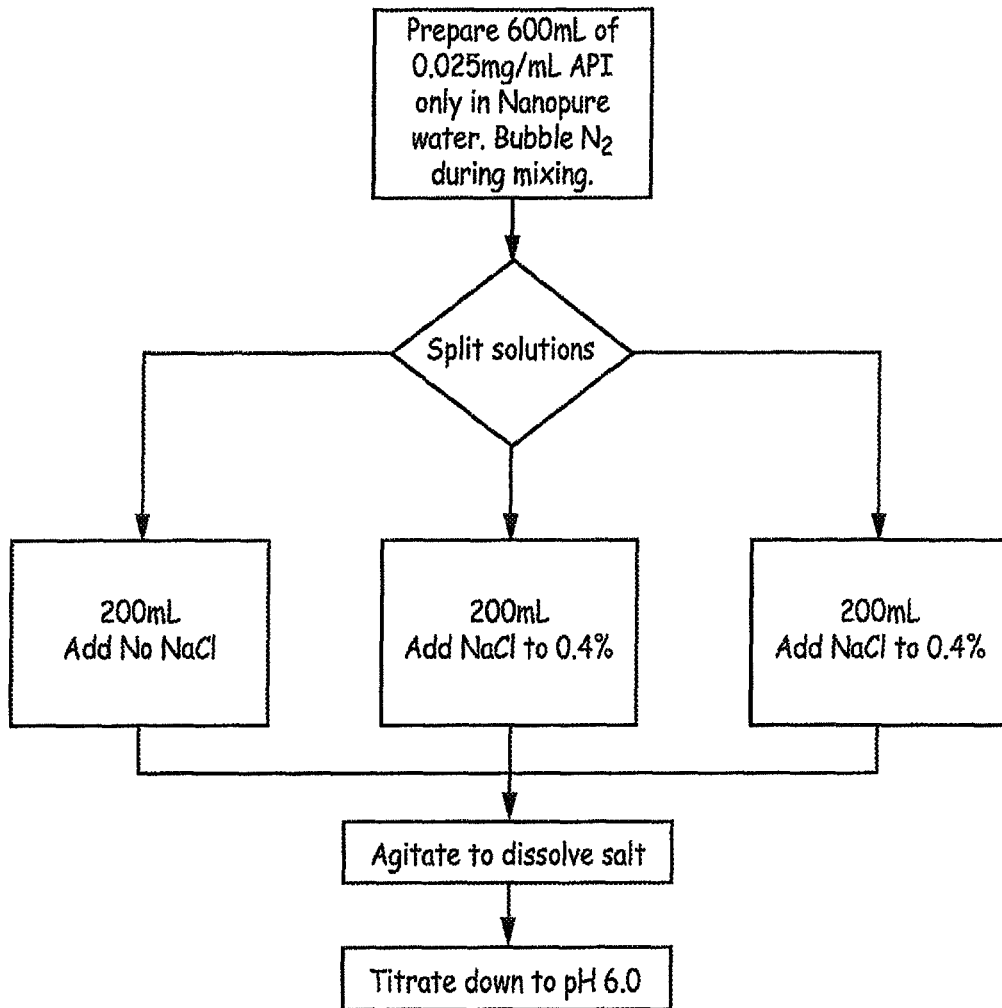 Prepare 600mL of
0.025mg/mL API
only in Nanopure
water. Bubble N₂
during mixing.
Split solutions
200mL
Add No NaCl
200mL
Add NaCl to 0.4%
200mL
Add NaCl to 0.4%
Agitate to dissolve salt
Titrate down to pH 6.0